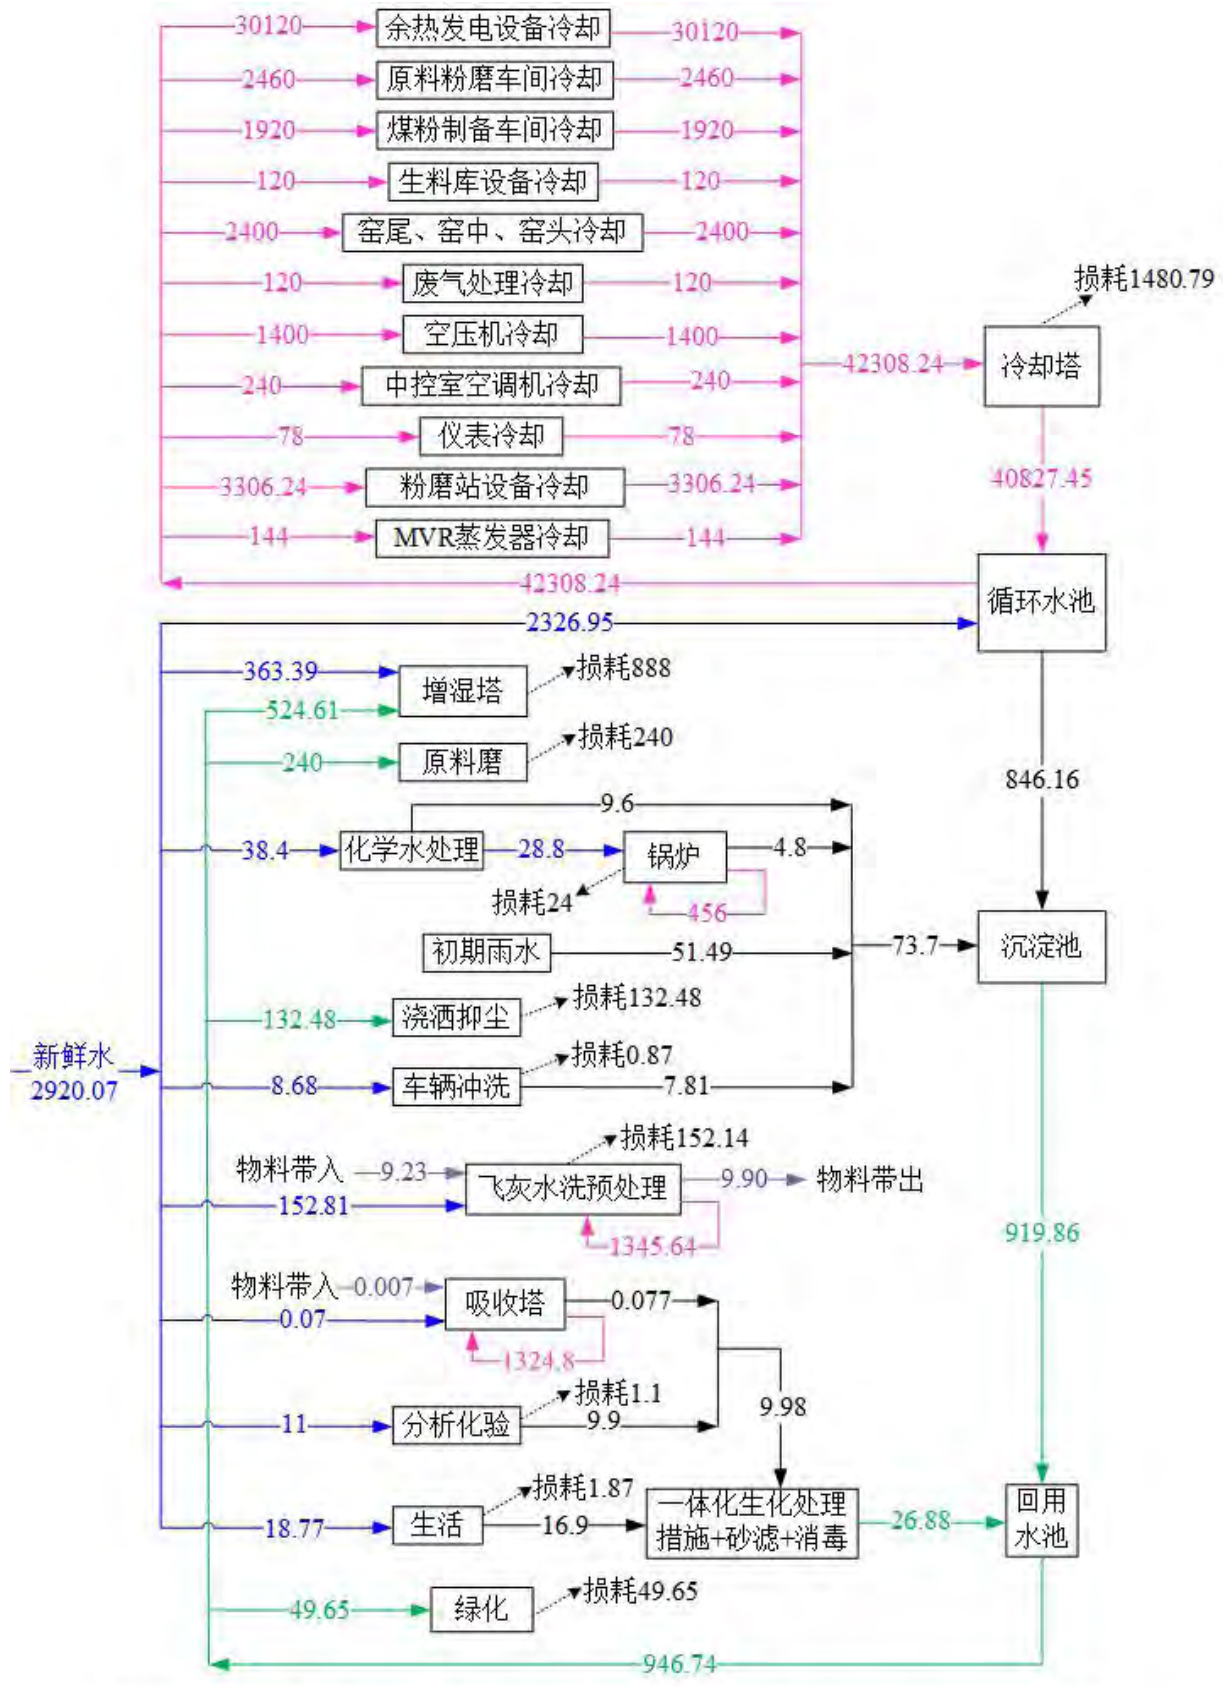 30120 余热发电设备冷却 30120
2460 原料粉磨车间冷却 2460
1920 煤粉制备车间冷却 1920
120 生料库设备冷却 120
2400 窑尾、窑中、窑头冷却 2400
120 废气处理冷却 120
损耗1480.79
1400 空压机冷却 1400
42308.24 冷却塔
240 中控室空调机冷却 240
78 仪表冷却 78
3306.24 粉磨站设备冷却 3306.24
40827.45
144 MVR蒸发器冷却 144
42308.24
循环水池
2326.95
363.39 增湿塔 损耗888
524.61
240 原料磨 损耗240
846.16
9.6
38.4 化学水处理 28.8 锅炉 4.8
损耗24 456
初期雨水 51.49 73.7 沉淀池
132.48 浇洒抑尘 损耗132.48
新鲜水
2920.07
8.68 车辆冲洗 损耗0.87
7.81
损耗152.14
物料带入 9.23 飞灰水洗预处理 9.90 物料带出
152.81
1345.64
919.86
物料带入 0.007 吸收塔 0.077
0.07
1324.8
损耗1.1
11 分析化验 9.9
9.98
损耗1.87
18.77 生活 16.9
一体化生化处理
措施+砂滤+消毒
26.88
回用
水池
49.65 绿化 损耗49.65
946.74